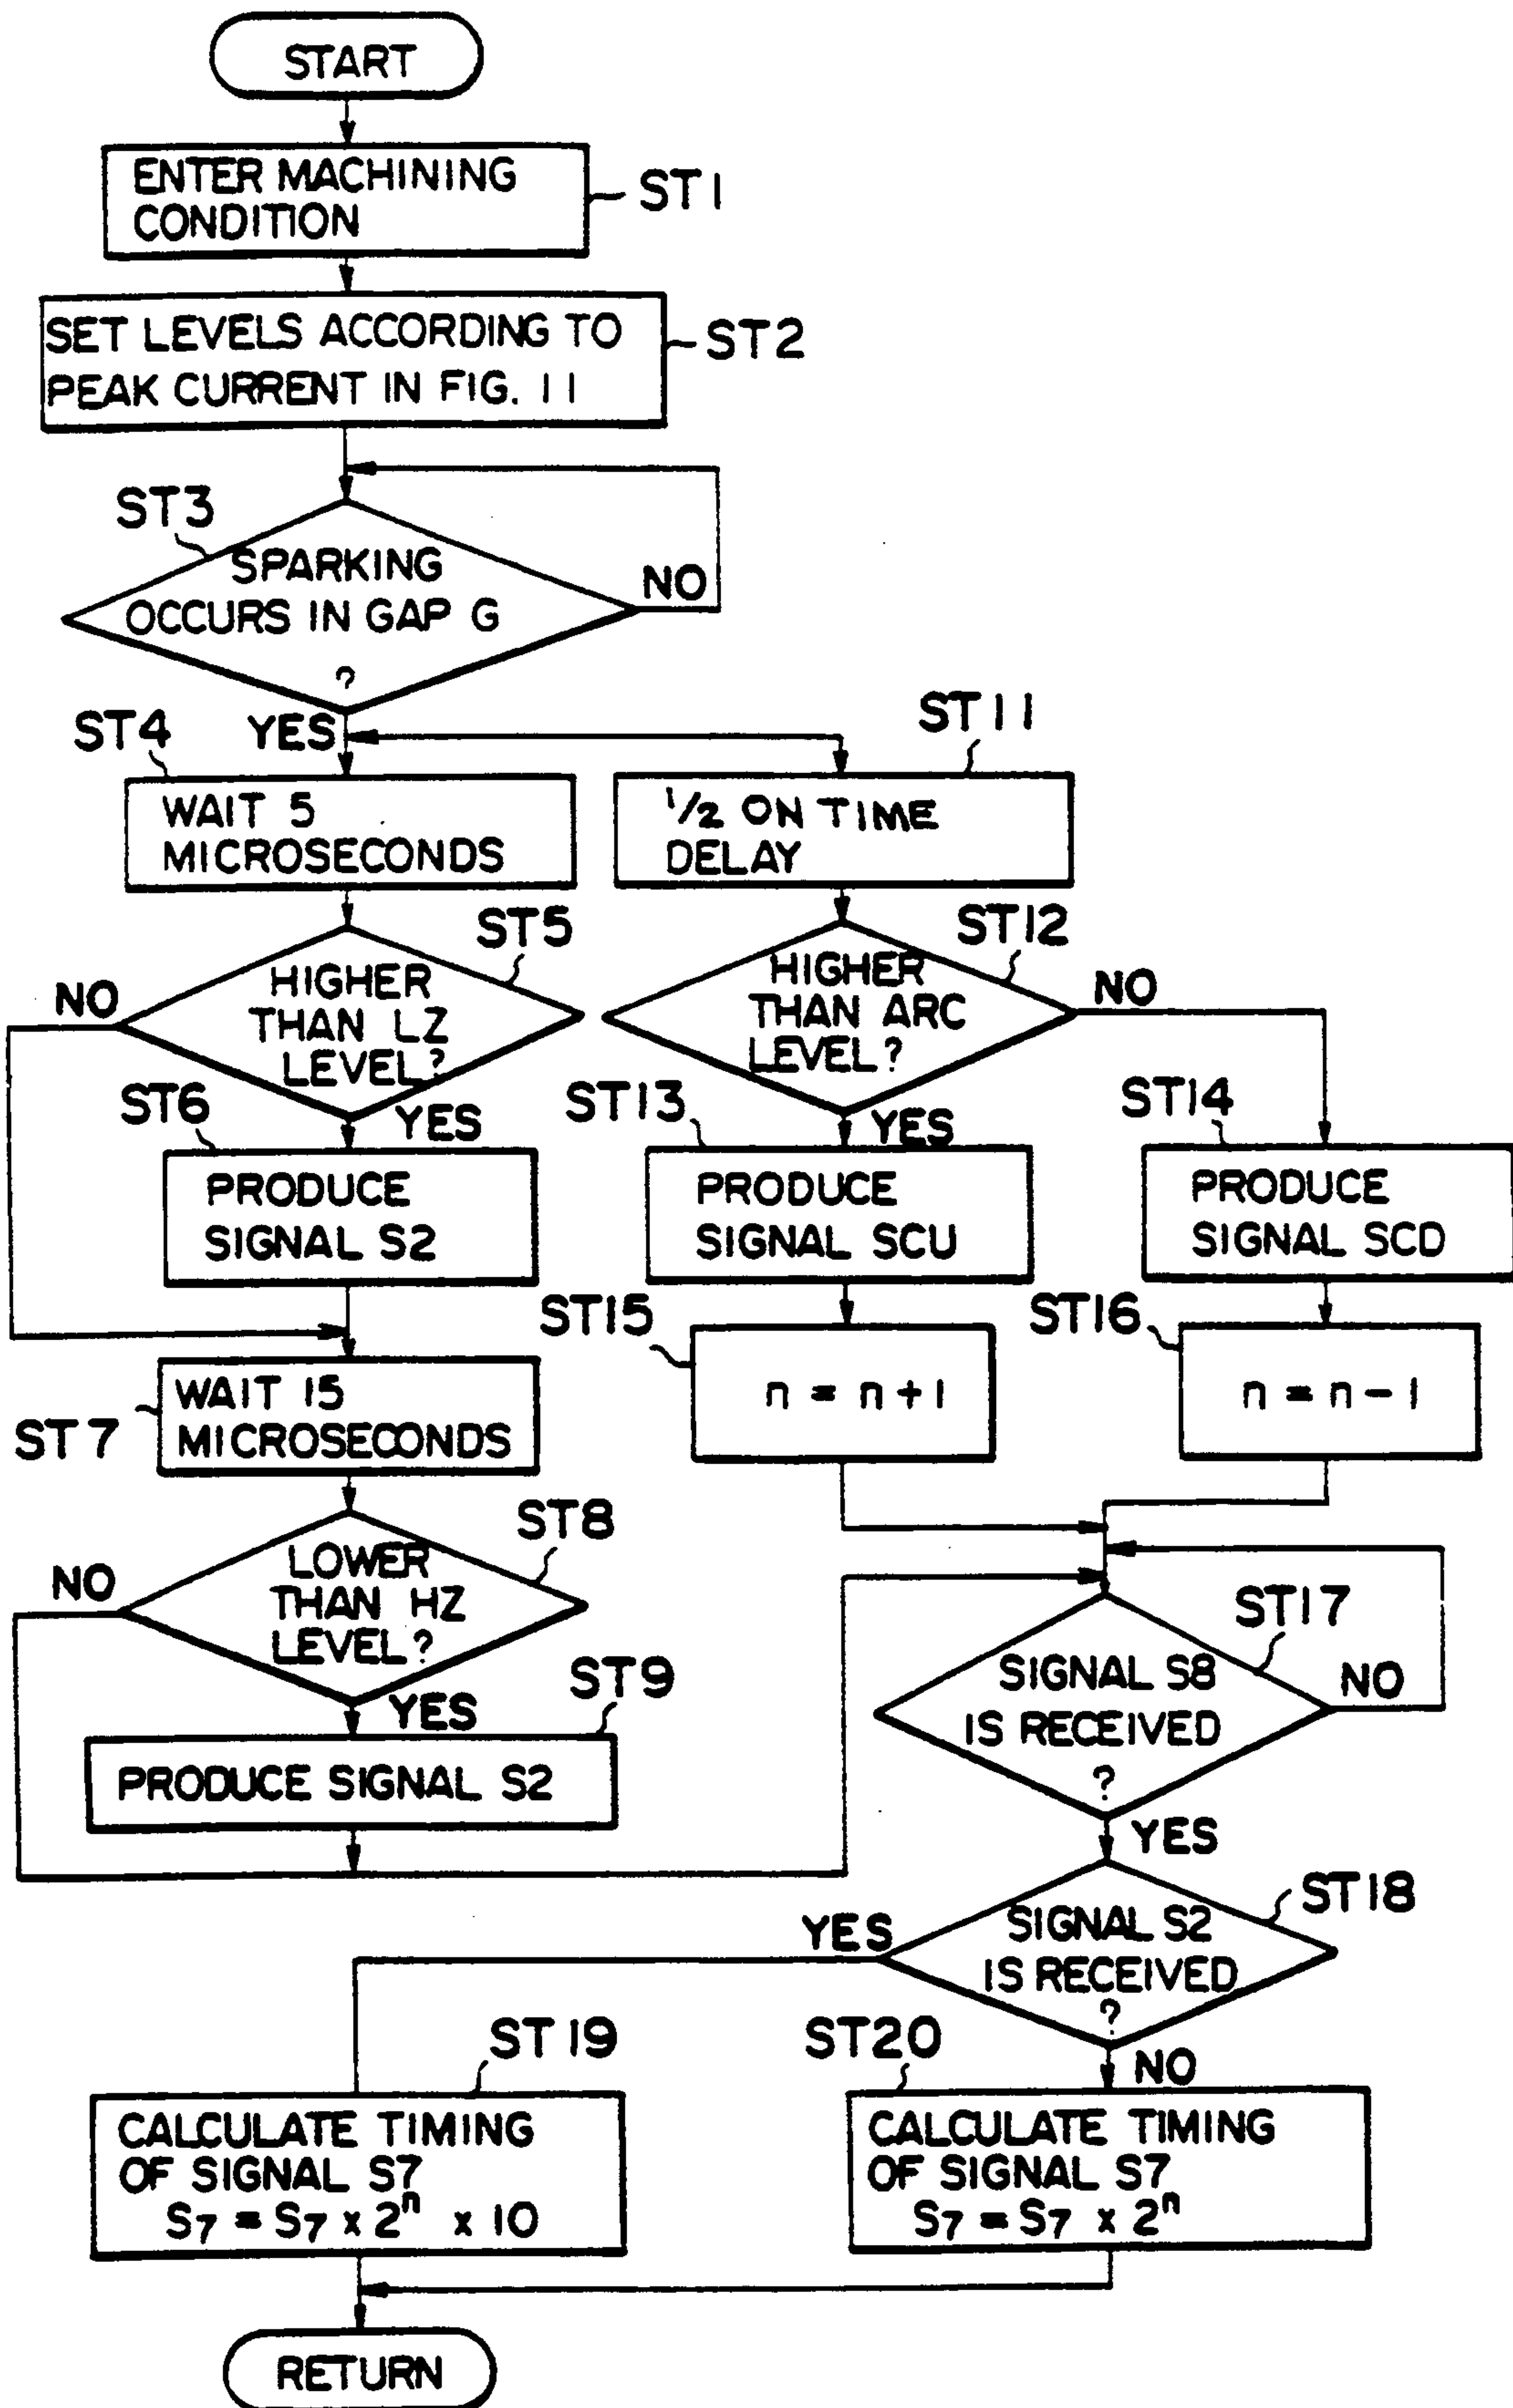 START
ENTER MACHINING
CONDITION
ST1
SET LEVELS ACCORDING TO
PEAK CURRENT IN FIG. 11
ST2
ST3
SPARKING
OCCURS IN GAP G
?
NO
YES
ST4
WAIT 5
MICROSECONDS
ST11
1/2 ON TIME
DELAY
ST5
HIGHER
THAN LZ
LEVEL?
NO
YES
ST12
HIGHER
THAN ARC
LEVEL?
NO
YES
ST6
PRODUCE
SIGNAL S2
ST13
PRODUCE
SIGNAL SCU
ST14
PRODUCE
SIGNAL SCD
ST15
n = n+1
ST16
n = n-1
ST7
WAIT 15
MICROSECONDS
ST8
LOWER
THAN HZ
LEVEL?
NO
YES
ST9
PRODUCE SIGNAL S2
ST17
SIGNAL S8
IS RECEIVED
?
NO
YES
ST18
SIGNAL S2
IS RECEIVED
?
YES
NO
ST19
CALCULATE TIMING
OF SIGNAL S7
S7 = S7 x 2^n x 10
ST20
CALCULATE TIMING
OF SIGNAL S7
S7 = S7 x 2^n
RETURN